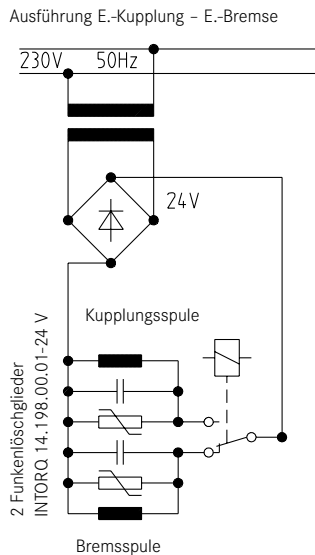 Ausführung E.-Kupplung – E.-Bremse
230V 50Hz
24V
Kupplungsspule
2 Funkenlöschglieder
INTORQ 14.198.00.01-24 V
Bremsspule